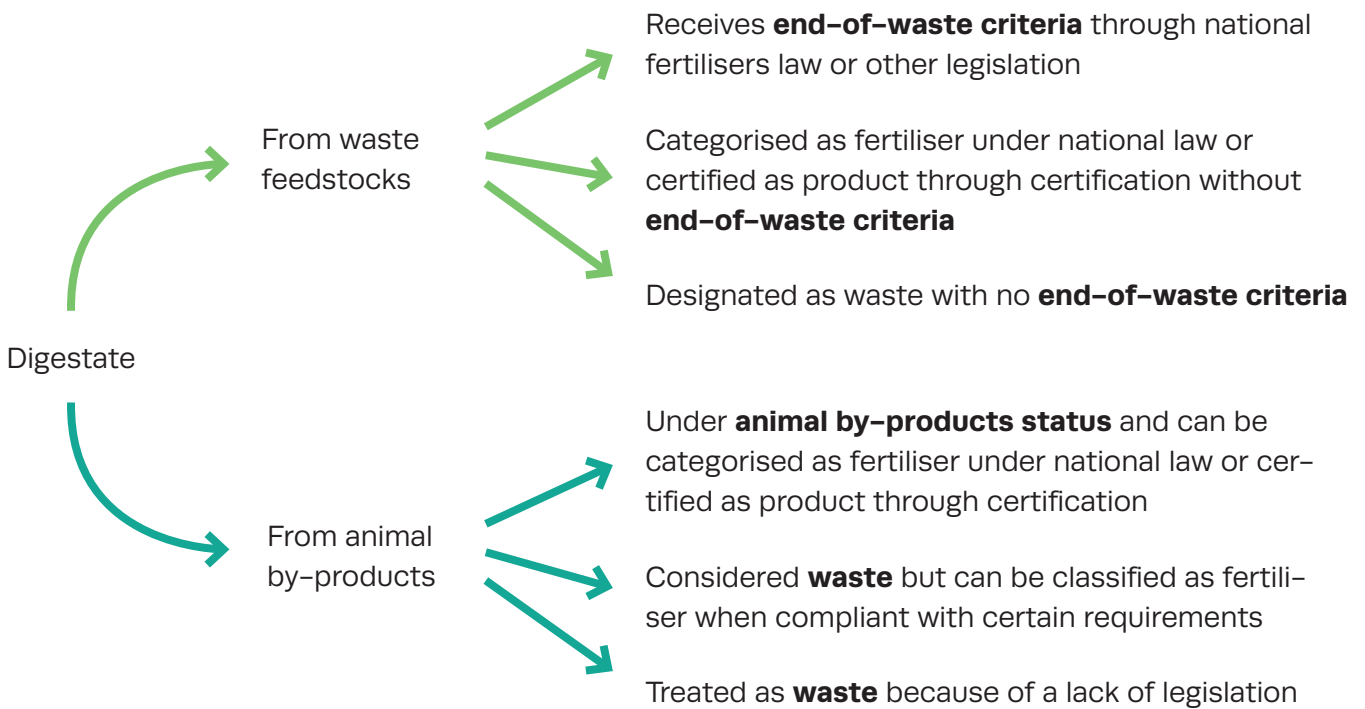 Receives end-of-waste criteria through national
fertilisers law or other legislation
From waste
feedstocks
Categorised as fertiliser under national law or
certified as product through certification without
end-of-waste criteria
Designated as waste with no end-of-waste criteria
Digestate
Under animal by-products status and can be
categorised as fertiliser under national law or cer-
tified as product through certification
From animal
by-products
Considered waste but can be classified as fertili-
ser when compliant with certain requirements
Treated as waste because of a lack of legislation